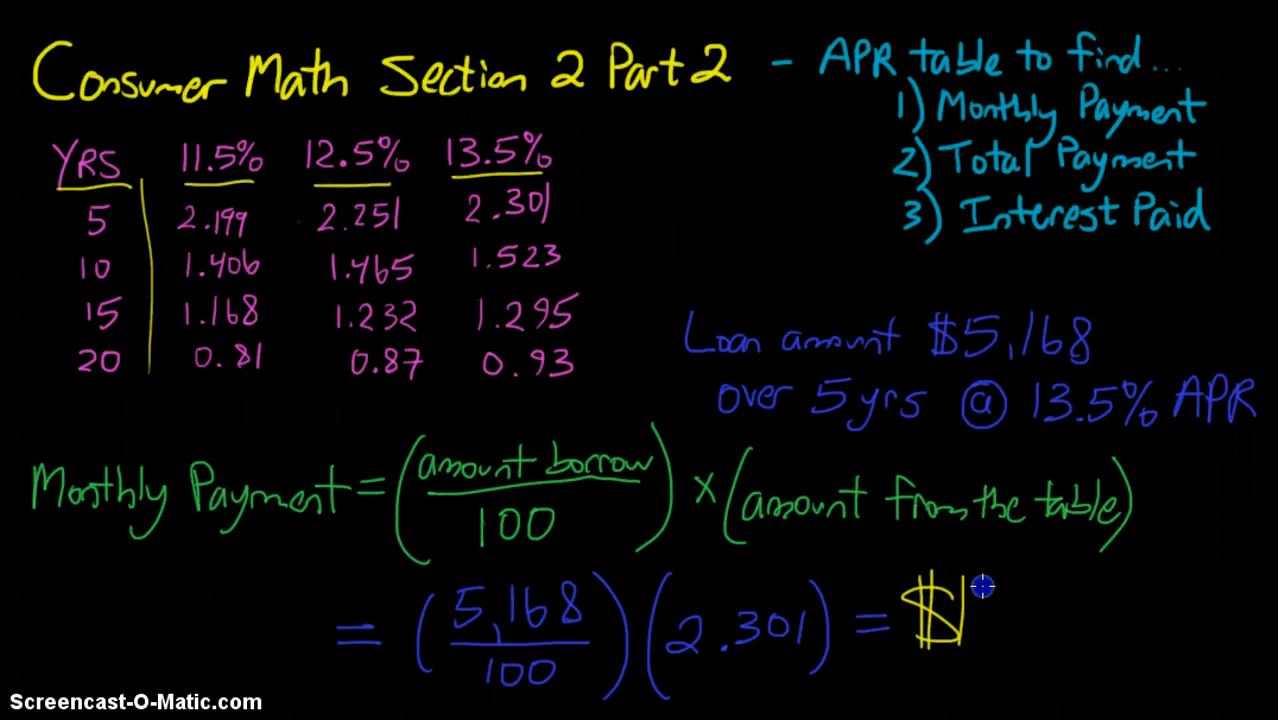 Consumer Math Section 2 Part 2 - APR table to find...
1) Monthly Payment
2) Total Payment
3) Interest Paid
YRS 11.5% 12.5% 13.5%
5 2.199 2.251 2.301
10 1.406 1.465 1.523
15 1.168 1.232 1.295
20 0.81 0.87 0.93
Loan amount $5,168
over 5 yrs @ 13.5% APR
Monthly Payment = (amount borrow / 100) × (amount from the table)
= (5,168 / 100) (2.301) = $1
Screencast-O-Matic.com